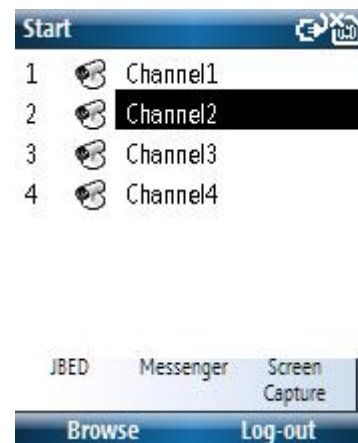 Start
1 Channel1
2 Channel2
3 Channel3
4 Channel4
JBED Messenger Screen
Capture
Browse Log-out